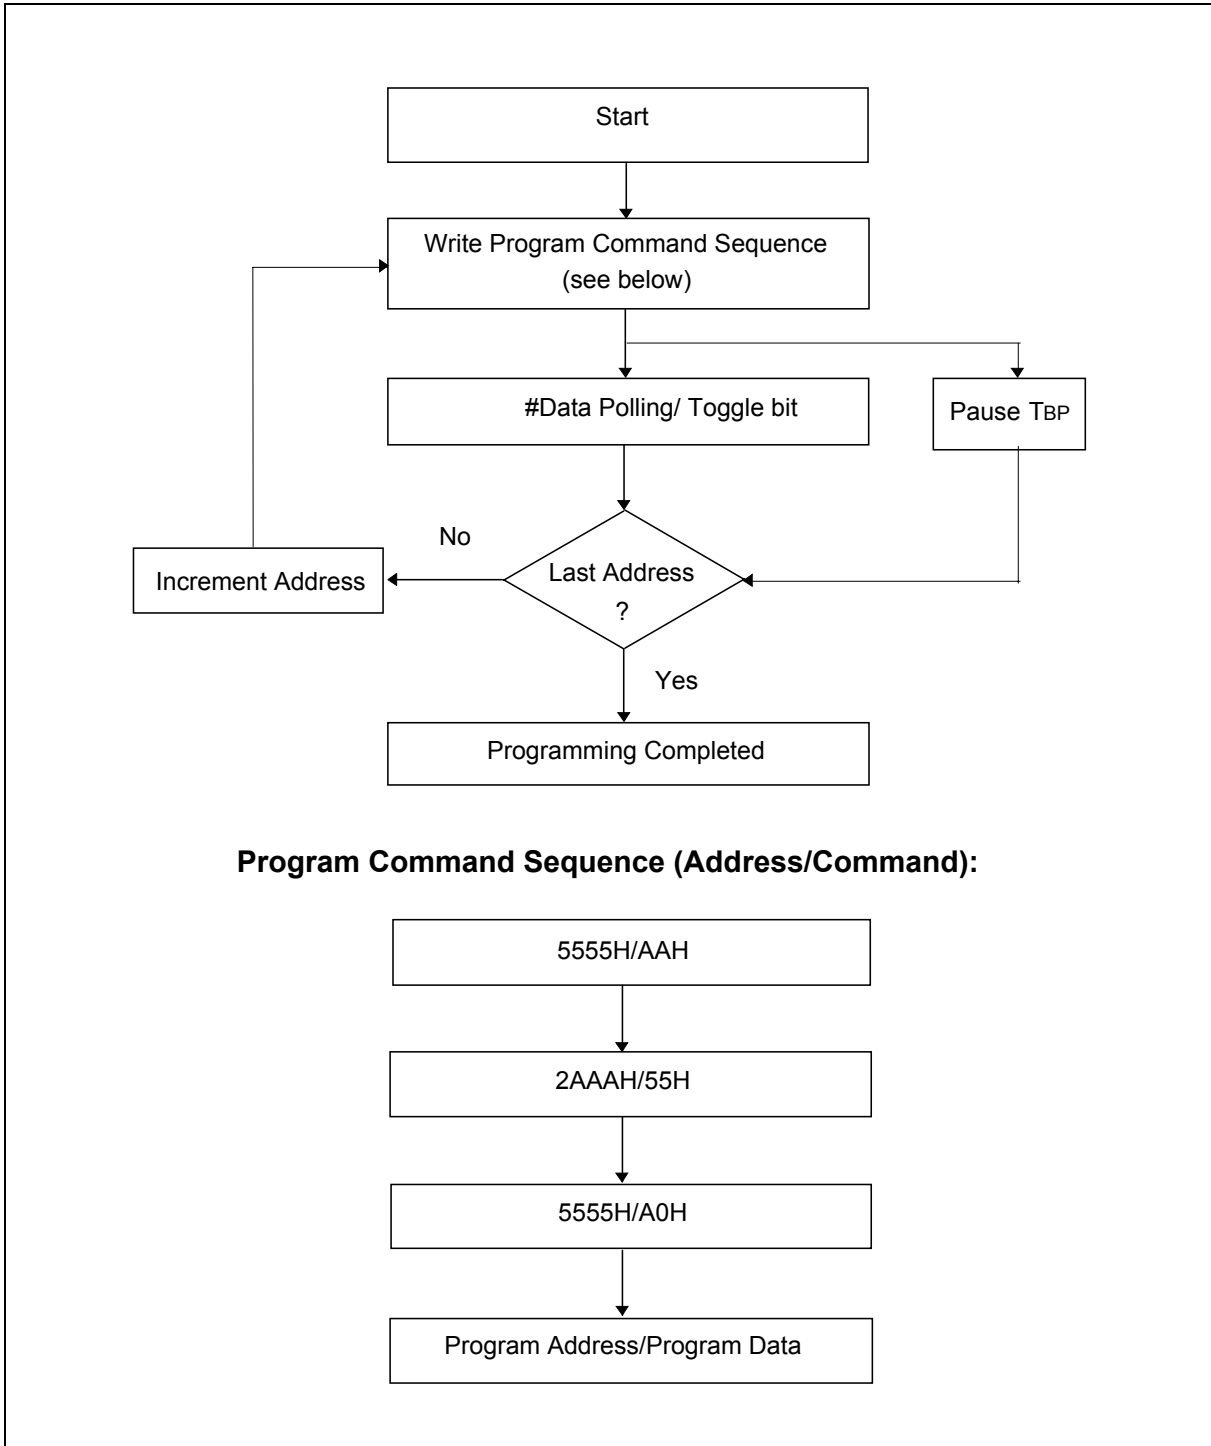 Start
Write Program Command Sequence
(see below)
#Data Polling/ Toggle bit
Pause TBP
No
Increment Address
Last Address
?
Yes
Programming Completed
Program Command Sequence (Address/Command):
5555H/AAH
2AAAH/55H
5555H/A0H
Program Address/Program Data